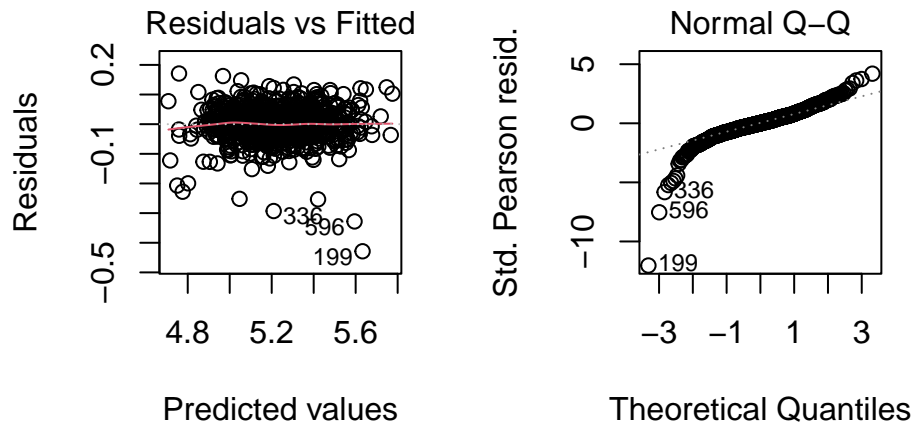 Residuals vs Fitted
Residuals
0.2
−0.1
−0.5
336
596
199
4.8 5.2 5.6
Predicted values
Normal Q−Q
Std. Pearson resid.
5
0
−10
336
596
199
−3 −1 1 3
Theoretical Quantiles